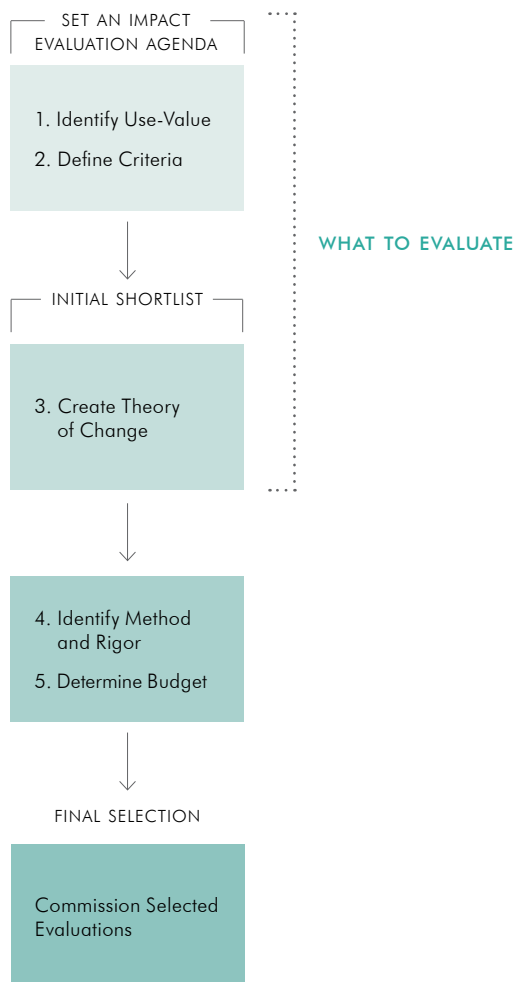 SET AN IMPACT
EVALUATION AGENDA
1. Identify Use-Value
2. Define Criteria
WHAT TO EVALUATE
INITIAL SHORTLIST
3. Create Theory
of Change
4. Identify Method
and Rigor
5. Determine Budget
FINAL SELECTION
Commission Selected
Evaluations